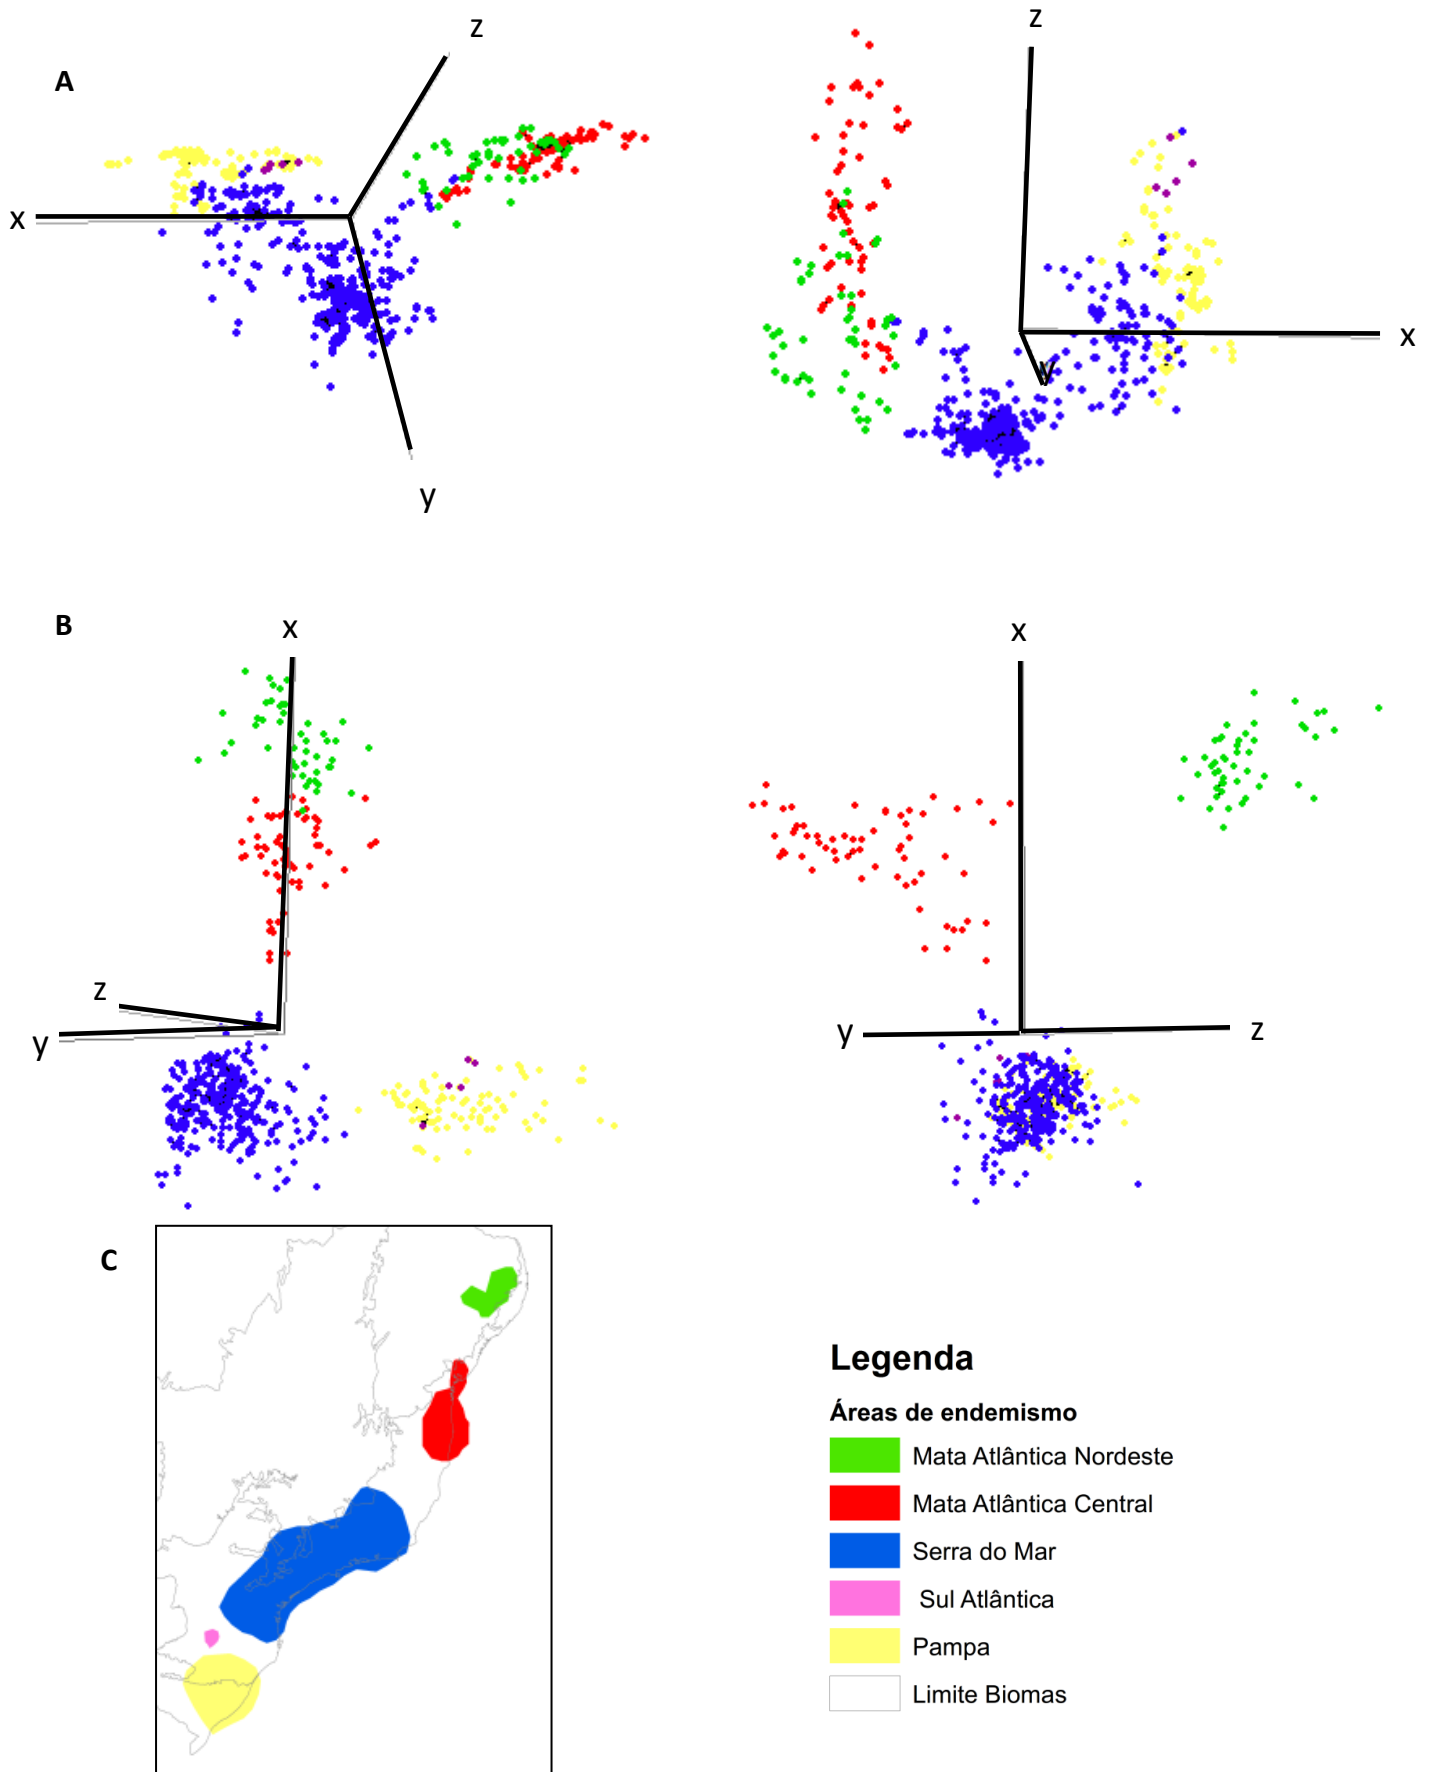 A
z
x
y
z
x
y
B
x
z
y
x
y
z
C
Legenda
Áreas de endemismo
Mata Atlântica Nordeste
Mata Atlântica Central
Serra do Mar
Sul Atlântica
Pampa
Limite Biomas